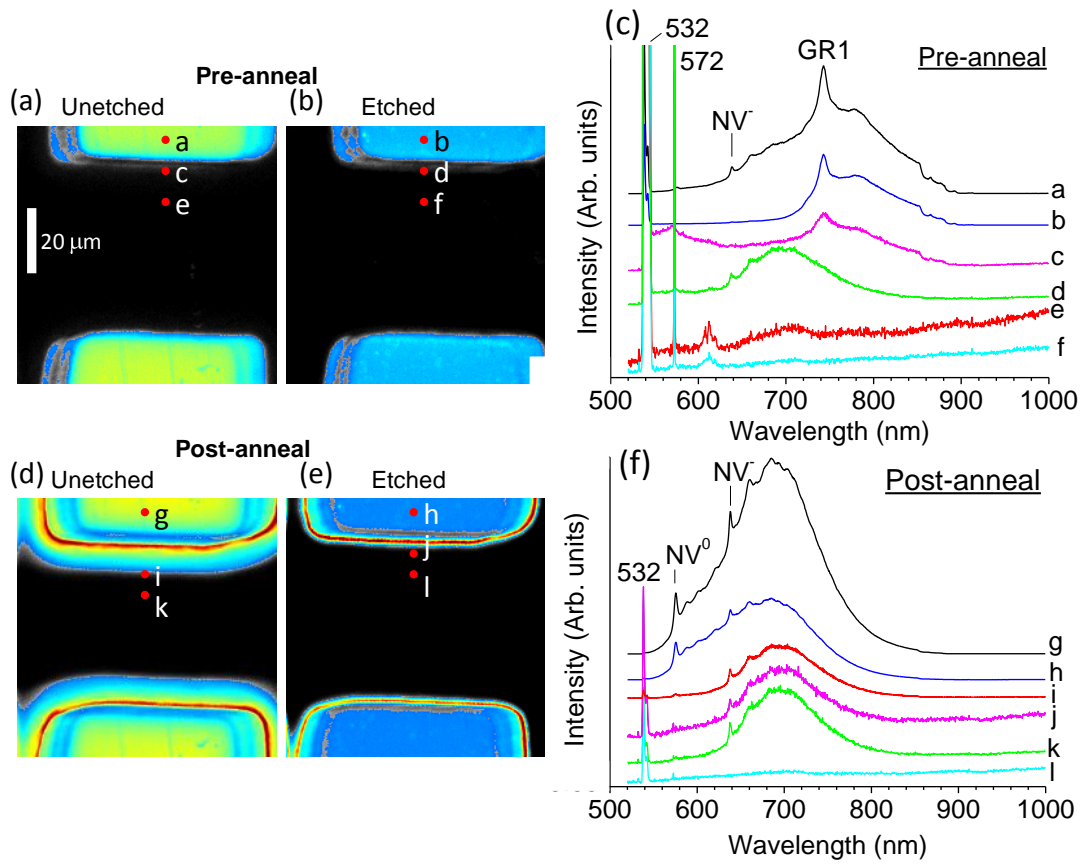 Pre-anneal
(a) Unetched
(b) Etched
a
c
e
b
d
f
20 μm
(c)
532
572
GR1
Pre-anneal
NV-
a
b
c
d
e
f
Intensity (Arb. units)
500 600 700 800 900 1000
Wavelength (nm)
Post-anneal
(d) Unetched
(e) Etched
g
i
k
h
j
l
(f)
NV-
Post-anneal
NV0
532
g
h
i
j
k
l
Intensity (Arb. units)
500 600 700 800 900 1000
Wavelength (nm)